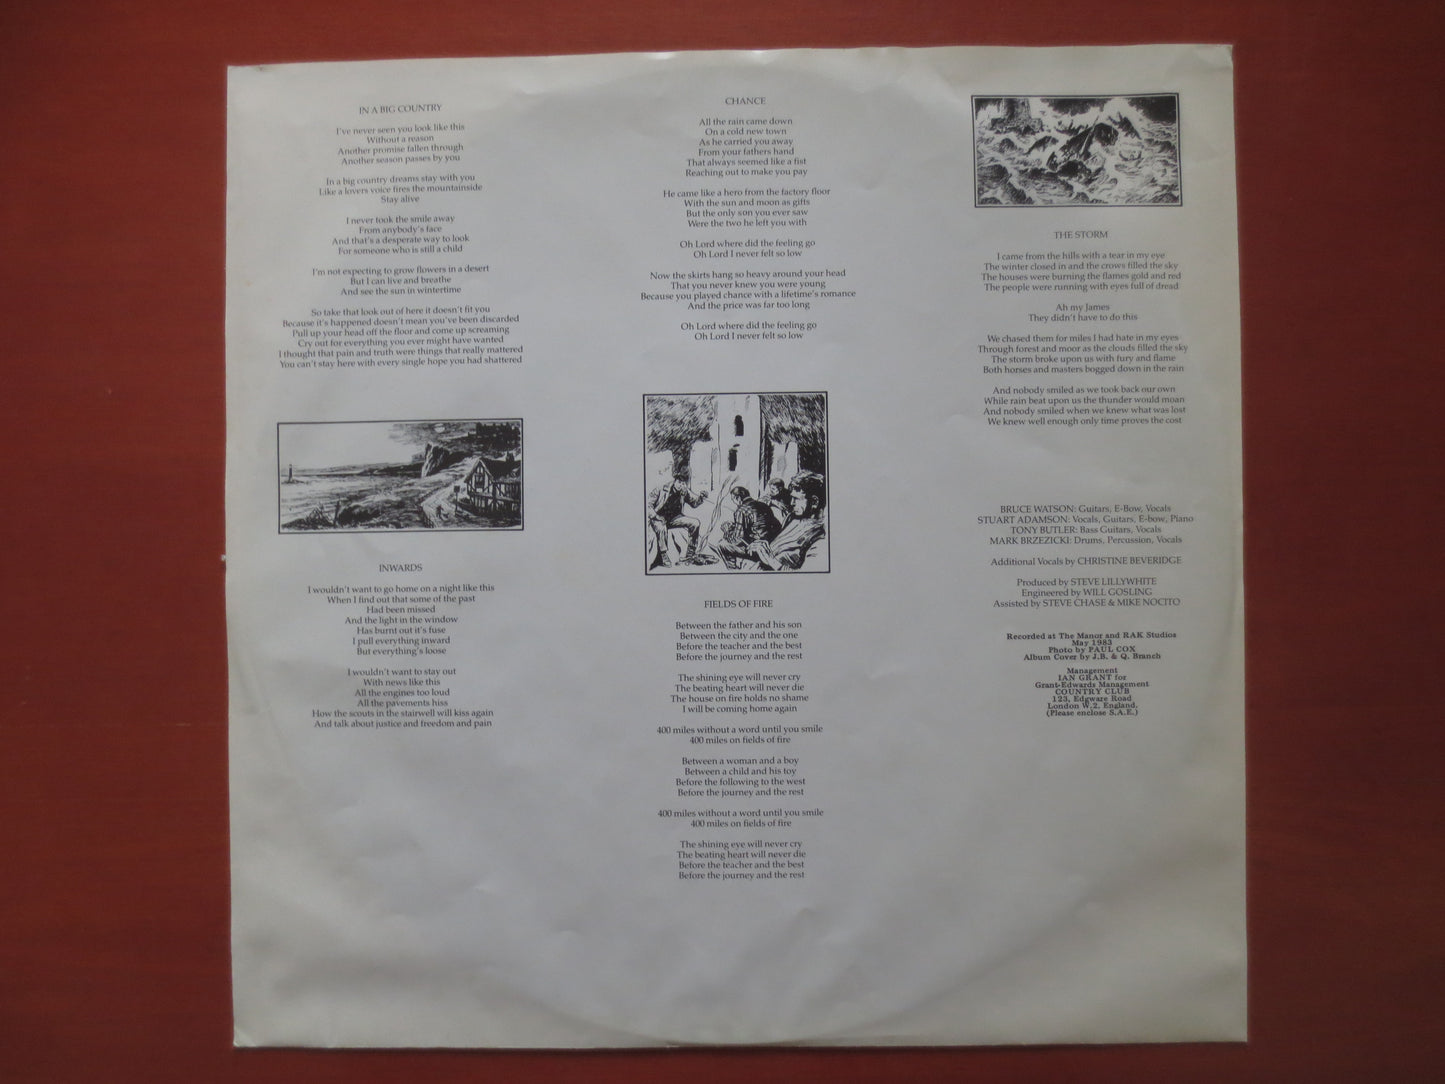 IN A BIG COUNTRY
I've never seen you look like this
Without a reason
Another promise fallen through
Another season passes by you
In a big country dreams stay with you
Like a lovers voice fires the mountainside
Stay alive
I never took the smile away
From anybody's face
And that's a desperate way to look
For someone who is still a child
I'm not expecting to grow flowers in a desert
But I can live and breathe
And see the sun in wintertime
So take that look out of here it doesn't fit you
Because it's happened doesn't mean you've been discarded
Pull up your head off the floor and come up screaming
Cry out for everything you ever might have wanted
I thought that pain and truth were things that really mattered
You can't stay here with every single hope you had shattered
INWARDS
I wouldn't want to go home on a night like this
When I find out that some of the past
Had been missed
And the light in the window
Has burnt out it's fuse
I pull everything inward
But everything's loose
I wouldn't want to stay out
With news like this
All the engines too loud
All the pavements hiss
How the scouts in the stairwell will kiss again
And talk about justice and freedom and pain
CHANCE
All the rain came down
On a cold new town
As he carried you away
From your fathers hand
That always seemed like a fist
Reaching out to make you pay
He came like a hero from the factory floor
With the sun and moon as gifts
But the only son you ever saw
Were the two he left you with
Oh Lord where did the feeling go
Oh Lord I never felt so low
Now the skirts hang so heavy around your head
That you never knew you were young
Because you played chance with a lifetime's romance
And the price was far too long
Oh Lord where did the feeling go
Oh Lord I never felt so low
FIELDS OF FIRE
Between the father and his son
Between the city and the one
Before the teacher and the best
Before the journey and the rest
The shining eye will never cry
The beating heart will never die
The house on fire holds no shame
I will be coming home again
400 miles without a word until you smile
400 miles on fields of fire
Between a woman and a boy
Between a child and his toy
Before the following to the west
Before the journey and the rest
400 miles without a word until you smile
400 miles on fields of fire
The shining eye will never cry
The beating heart will never die
Before the teacher and the best
Before the journey and the rest
THE STORM
I came from the hills with a tear in my eye
The winter closed in and the crows filled the sky
The houses were burning the flames gold and red
The people were running with eyes full of dread
Ah my James
They didn't have to do this
We chased them for miles I had hate in my eyes
Through forest and moor as the clouds filled the sky
The storm broke upon us with fury and flame
Both horses and masters bogged down in the rain
And nobody smiled as we took back our own
While rain beat upon us the thunder would moan
And nobody smiled when we knew what was lost
We knew well enough only time proves the cost
BRUCE WATSON: Guitars, E-Bow, Vocals
STUART ADAMSON: Vocals, Guitars, E-bow, Piano
TONY BUTLER: Bass Guitars, Vocals
MARK BRZEZICKI: Drums, Percussion, Vocals
Additional Vocals by CHRISTINE BEVERIDGE
Produced by STEVE LILLYWHITE
Engineered by WILL GOSLING
Assisted by STEVE CHASE & MIKE NOCITO
Recorded at The Manor and RAK Studios
May 1983
Photo by PAUL COX
Album Cover by J.B. & Q. Branch
Management
IAN GRANT for
Grant-Edwards Management
COUNTRY CLUB
123, Edgware Road
London W.2, England.
(Please enclose S.A.E.)